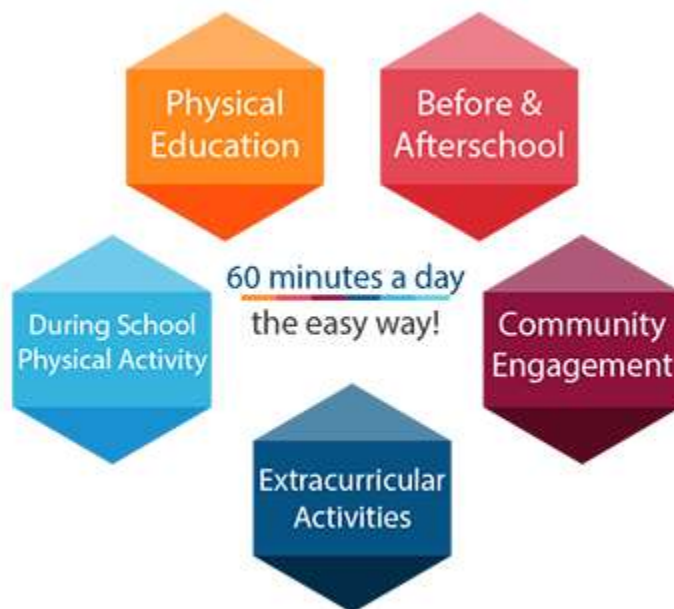 Physical
Education
Before &
Afterschool
60 minutes a day
the easy way!
During School
Physical Activity
Community
Engagement
Extracurricular
Activities